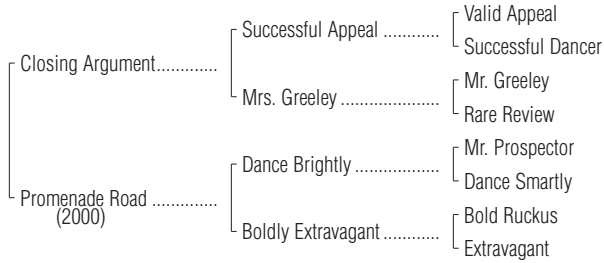 Valid Appeal
Successful Appeal ............
Successful Dancer
Closing Argument.............
Mr. Greeley
Mrs. Greeley ......................
Rare Review
Mr. Prospector
Dance Brightly ...................
Dance Smartly
Promenade Road ..............
(2000)
Bold Ruckus
Boldly Extravagant ............
Extravagant